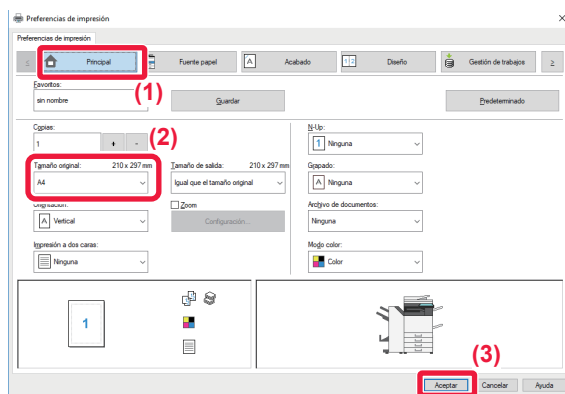 Preferencias de impresión
Preferencias de impresión
Principal
Fuente papel
Acabado
Diseño
Gestión de trabajos
Favoritos:
(1)
sin nombre
Guardar
Predeterminado
Copias:
N-Up:
1
+
-
(2)
1
Ninguna
Tamaño original:
210 x 297 mm
Tamaño de salida:
210 x 297 mm
Grapado:
A4
Igual que el tamaño original
A
Ninguna
Orientación:
Zoom
Archivo de documentos:
A
Vertical
Configuración...
Ninguna
Impresión a dos caras:
Modo color:
Ninguna
Color
1
(3)
Aceptar
Cancelar
Ayuda